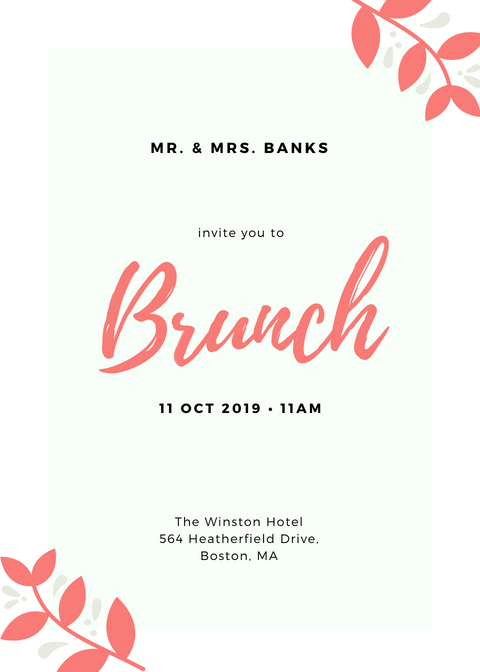 MR. & MRS. BANKS
invite you to
Brunch
11 OCT 2019 • 11AM
The Winston Hotel
564 Heatherfield Drive,
Boston, MA